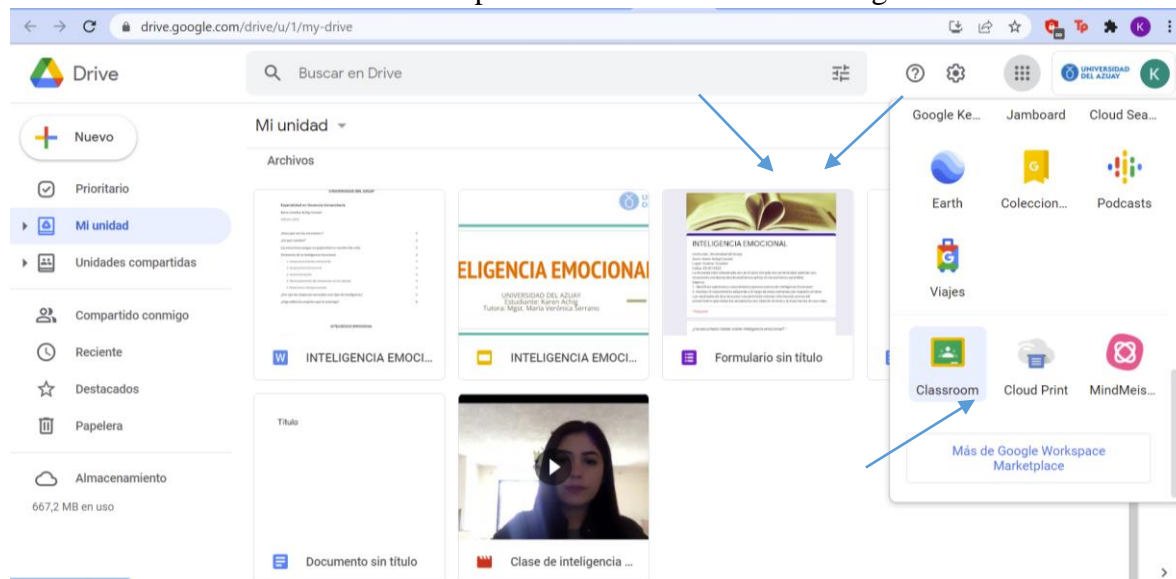 drive.google.com/drive/u/1/my-drive
Drive
Buscar en Drive
UNIVERSIDAD
DEL AZUAY
K
Nuevo
Prioritario
Mi unidad
Unidades compartidas
Compartido conmigo
Reciente
Destacados
Papelera
Almacenamiento
667,2 MB en uso
Mi unidad
Archivos
INTELIGENCIA EMOCI...
ELIGENCIA EMOCIONAL
UNIVERSIDAD DEL AZUAY
Estudiante: Karen Achig
Tutora: Mgst. María Verónica Serrano
INTELIGENCIA EMOCI...
INTELIGENCIA EMOCIONAL
Formulario sin título
Título
Documento sin título
Clase de inteligencia ...
Google Ke...
Jamboard
Cloud Sea...
Earth
Coleccion...
Podcasts
Viajes
Classroom
Cloud Print
MindMeis...
Más de Google Workspace
Marketplace